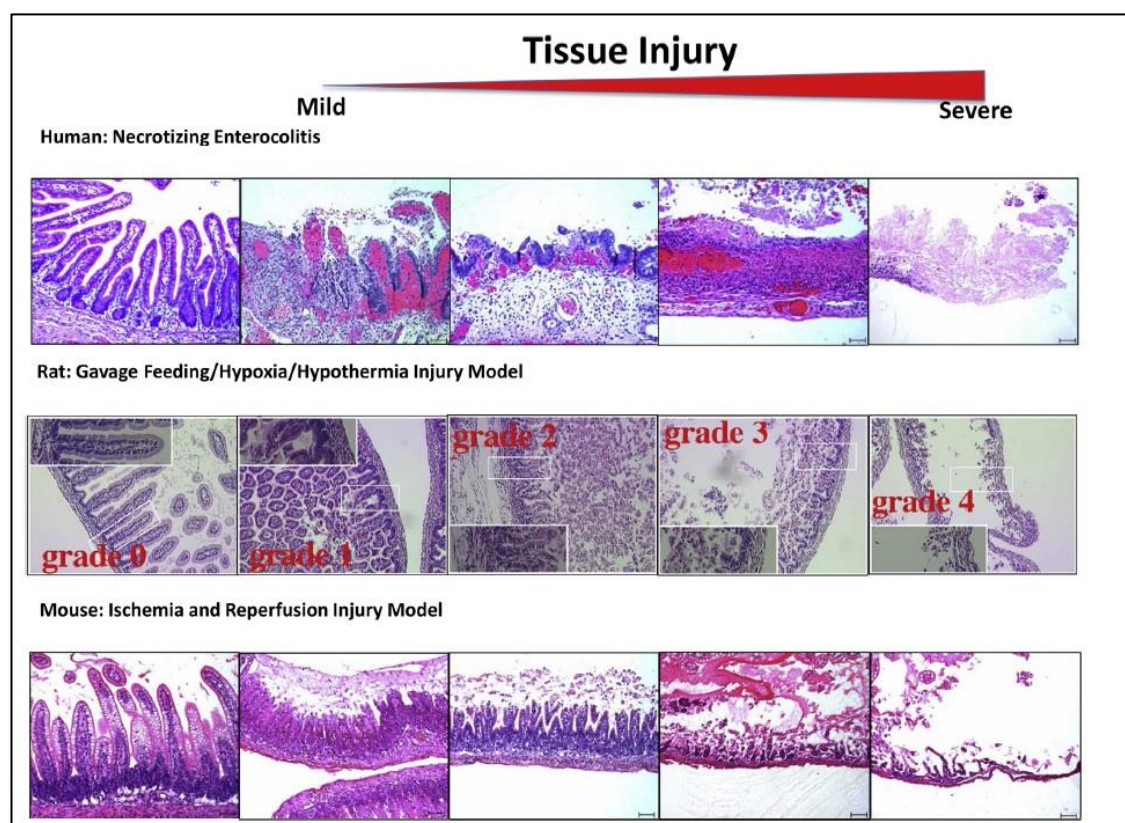 Tissue Injury
Mild
Severe
Human: Necrotizing Enterocolitis
Rat: Gavage Feeding/Hypoxia/Hypothermia Injury Model
grade 0
grade 1
grade 2
grade 3
grade 4
Mouse: Ischemia and Reperfusion Injury Model